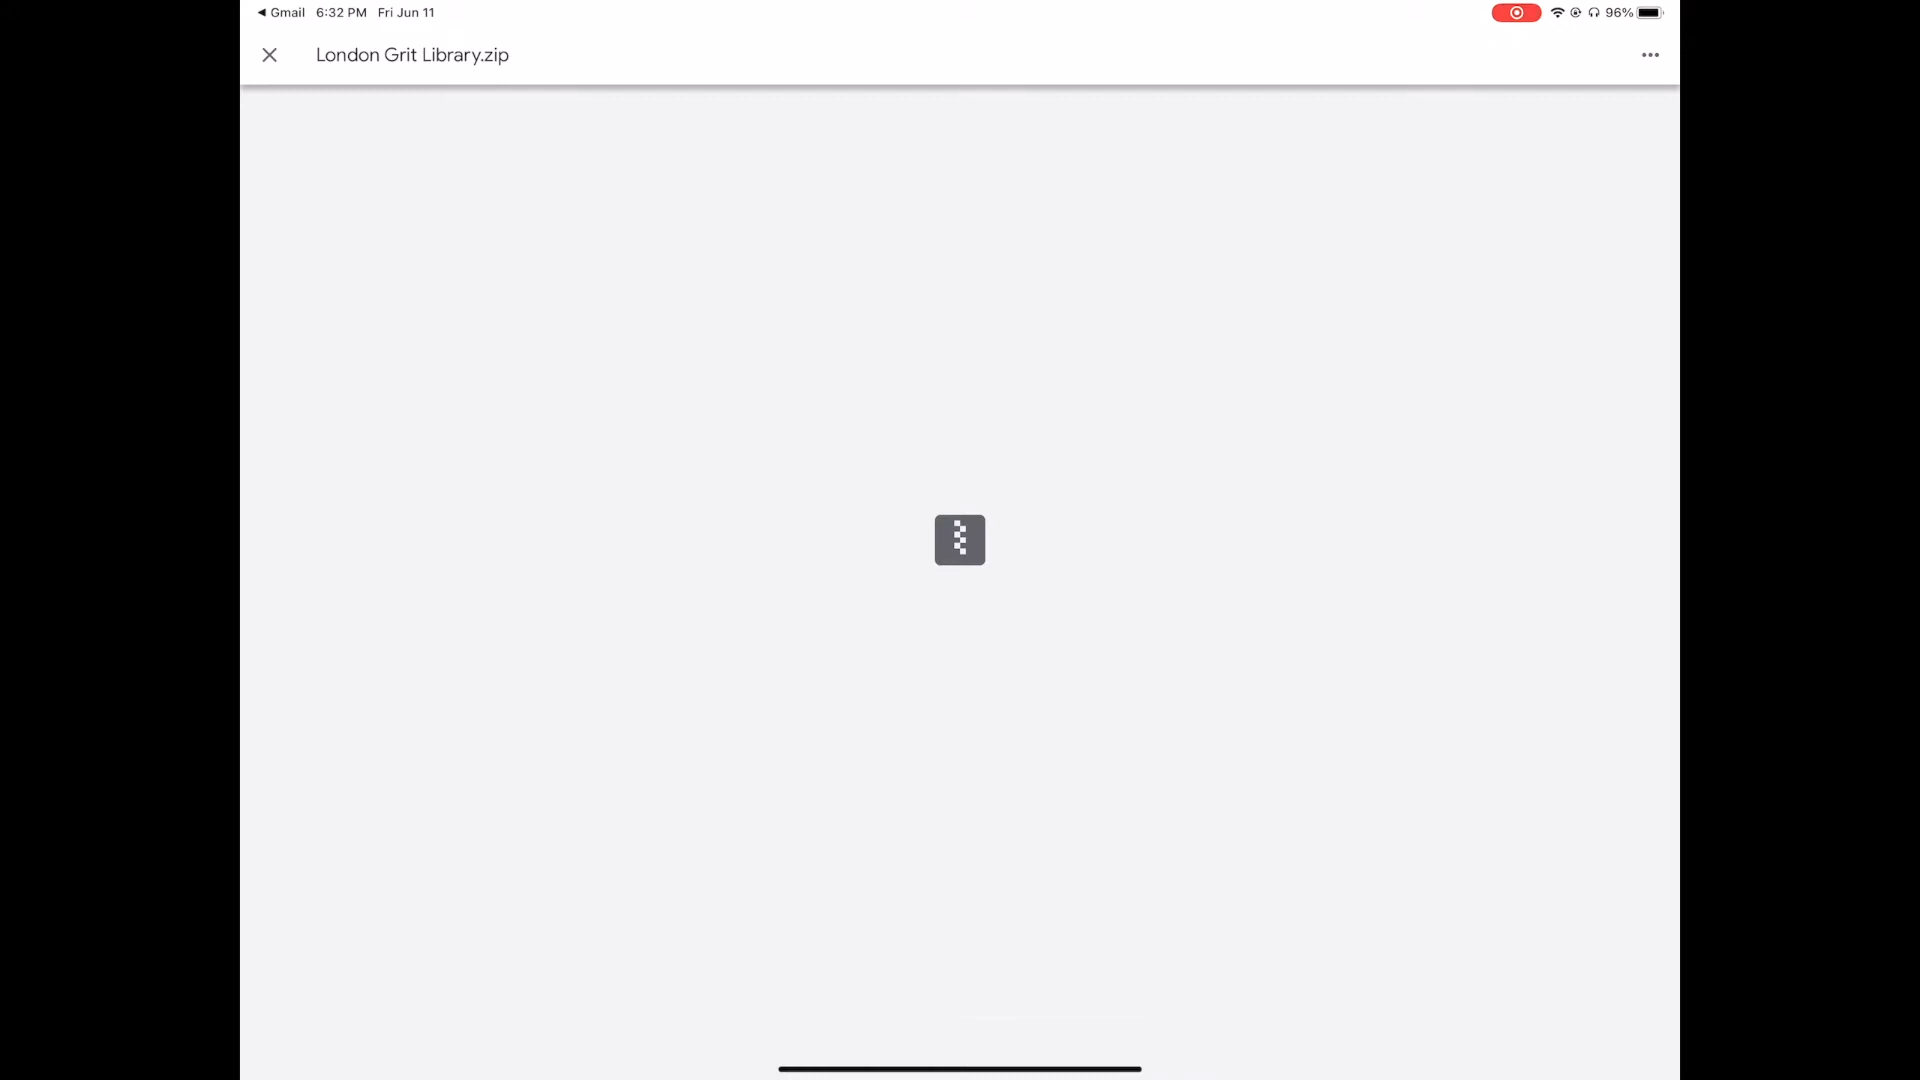 ◀ Gmail 6:32 PM Fri Jun 11 96%
London Grit Library.zip